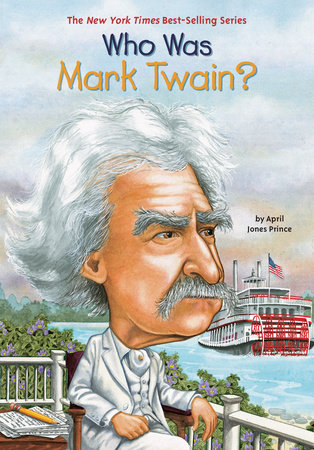 The New York Times Best-Selling Series
Who Was
Mark Twain?
by April
Jones Prince